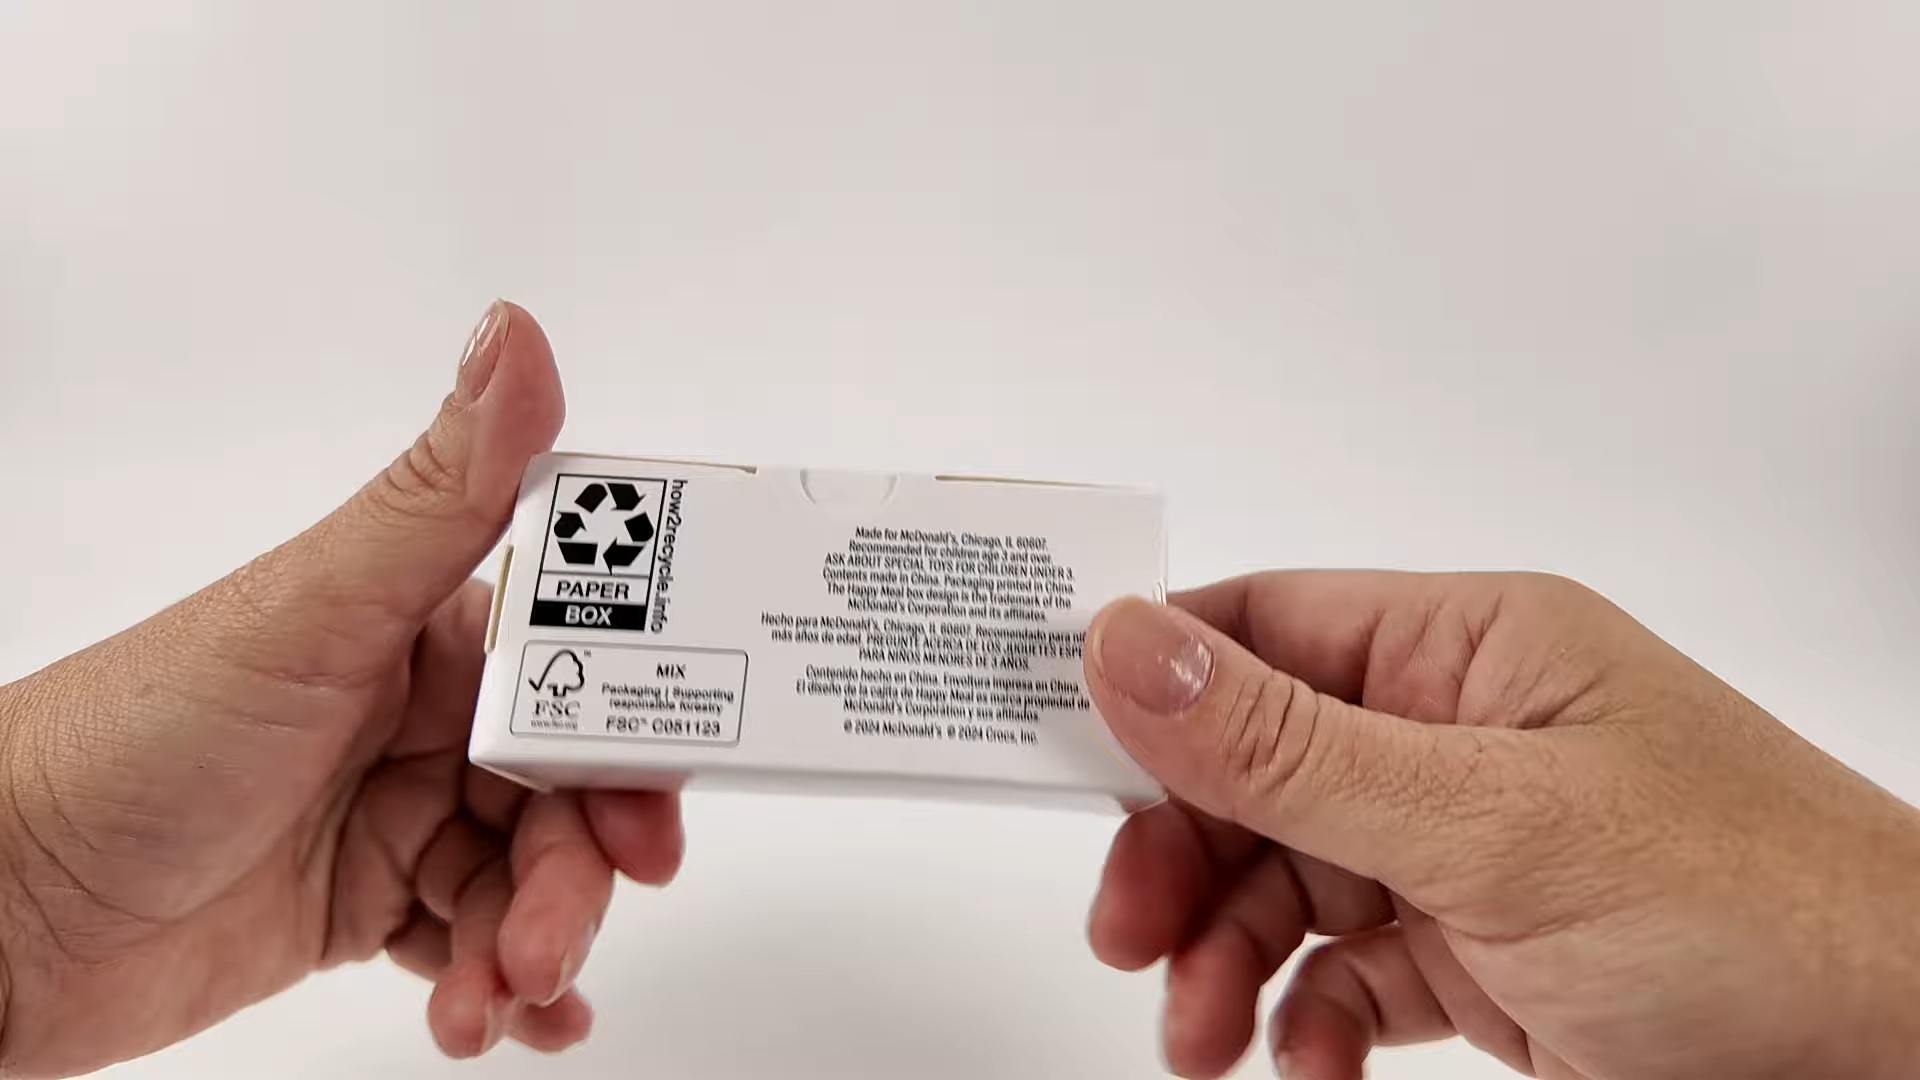 how2recycle.info
PAPER
BOX
FSC
MIX
Packaging | Supporting
responsible forestry
FSC™ C051123
Made for McDonald's, Chicago, IL 60607.
Recommended for children age 3 and over.
ASK ABOUT SPECIAL TOYS FOR CHILDREN UNDER 3.
Contents made in China. Packaging printed in China
The Happy Meal box design is the trademark of the
McDonald's Corporation and its affiliates.
Hecho para McDonald's, Chicago, IL 60607. Recomendado para
más años de edad. PREGUNTE ACERCA DE LOS JUGUETES
PARA NIÑOS MENORES DE 3 AÑOS.
Contenido hecho en China. Envoltura impresa en China.
El diseño de la cajita de Happy Meal es marca propiedad de
McDonald's Corporation y sus afiliados
© 2024 McDonald's © 2024 Crocs, Inc.